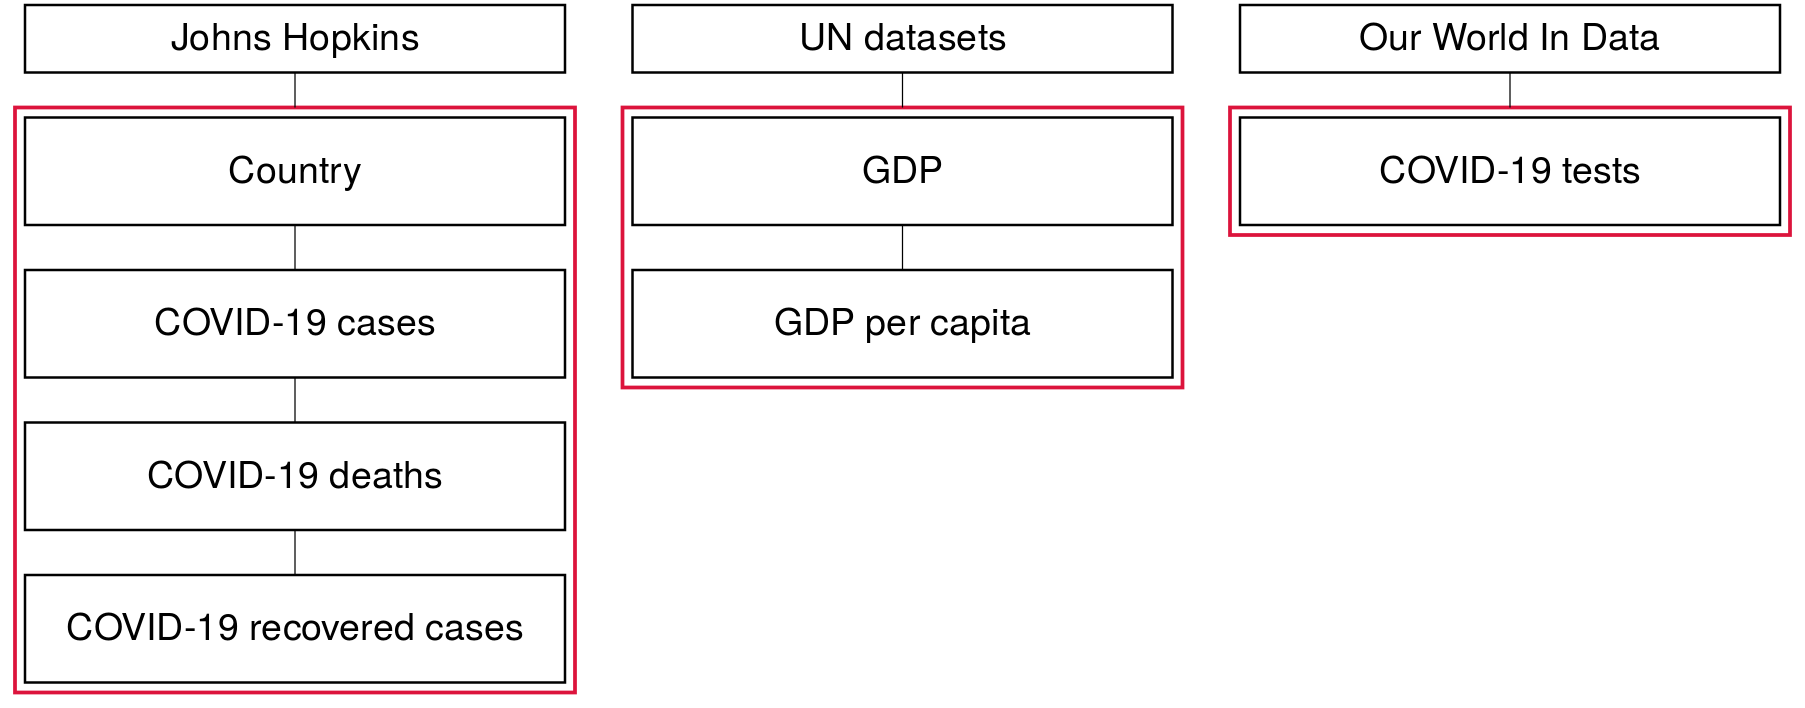 Johns Hopkins
Country
COVID-19 cases
COVID-19 deaths
COVID-19 recovered cases
UN datasets
GDP
GDP per capita
Our World In Data
COVID-19 tests